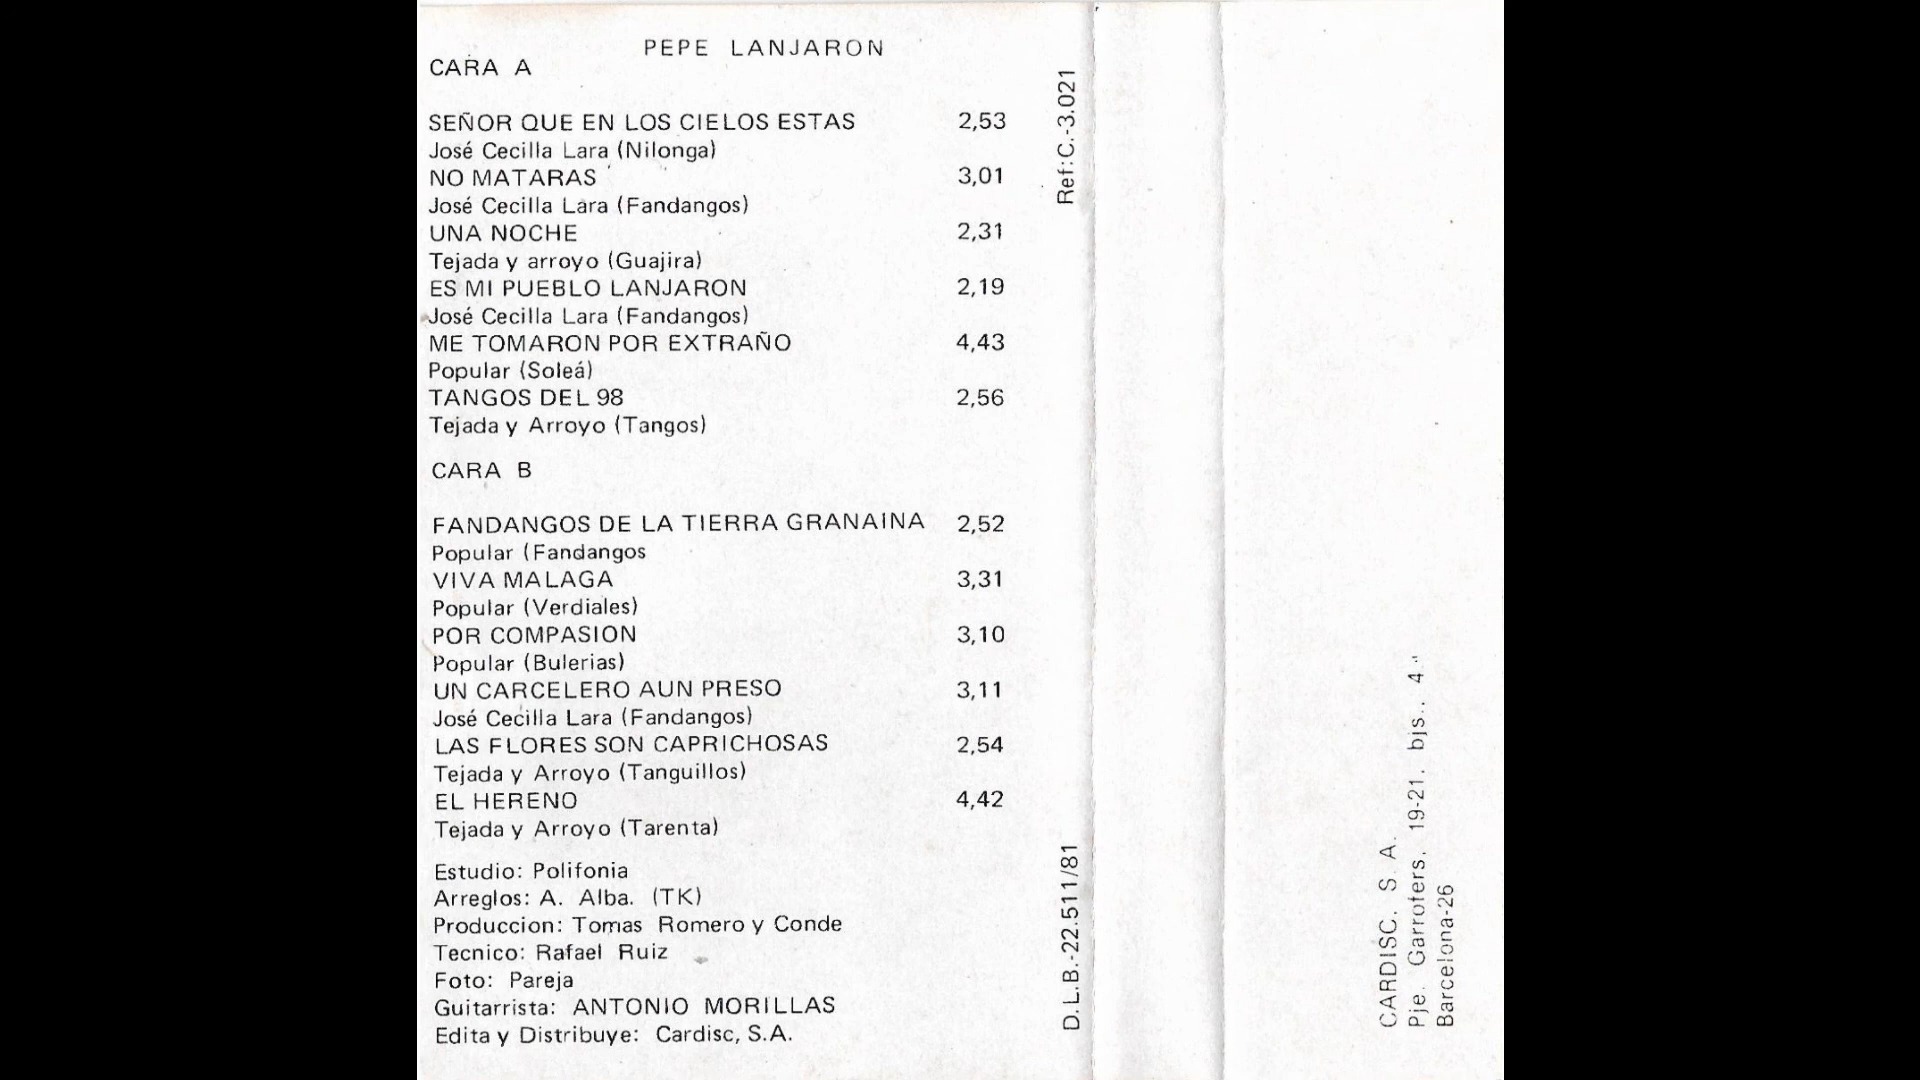 PEPE LANJARON
CARA A
SEÑOR QUE EN LOS CIELOS ESTAS 2,53
José Cecilla Lara (Nilonga)
NO MATARAS 3,01
José Cecilla Lara (Fandangos)
UNA NOCHE 2,31
Tejada y arroyo (Guajira)
ES MI PUEBLO LANJARON 2,19
José Cecilla Lara (Fandangos)
ME TOMARON POR EXTRAÑO 4,43
Popular (Soleá)
TANGOS DEL 98 2,56
Tejada y Arroyo (Tangos)
CARA B
FANDANGOS DE LA TIERRA GRANAINA 2,52
Popular (Fandangos
VIVA MALAGA 3,31
Popular (Verdiales)
POR COMPASION 3,10
Popular (Bulerias)
UN CARCELERO AUN PRESO 3,11
José Cecilla Lara (Fandangos)
LAS FLORES SON CAPRICHOSAS 2,54
Tejada y Arroyo (Tanguillos)
EL HERENO 4,42
Tejada y Arroyo (Tarenta)
Estudio: Polifonia
Arreglos: A. Alba. (TK)
Produccion: Tomas Romero y Conde
Tecnico: Rafael Ruiz
Foto: Pareja
Guitarrista: ANTONIO MORILLAS
Edita y Distribuye: Cardisc, S.A.
Ref: C.-3.021
D.L.B.-22.511/81
CARDISC, S. A.
Pje. Garrofers, 19-21, bjs., 4.ª
Barcelona-26